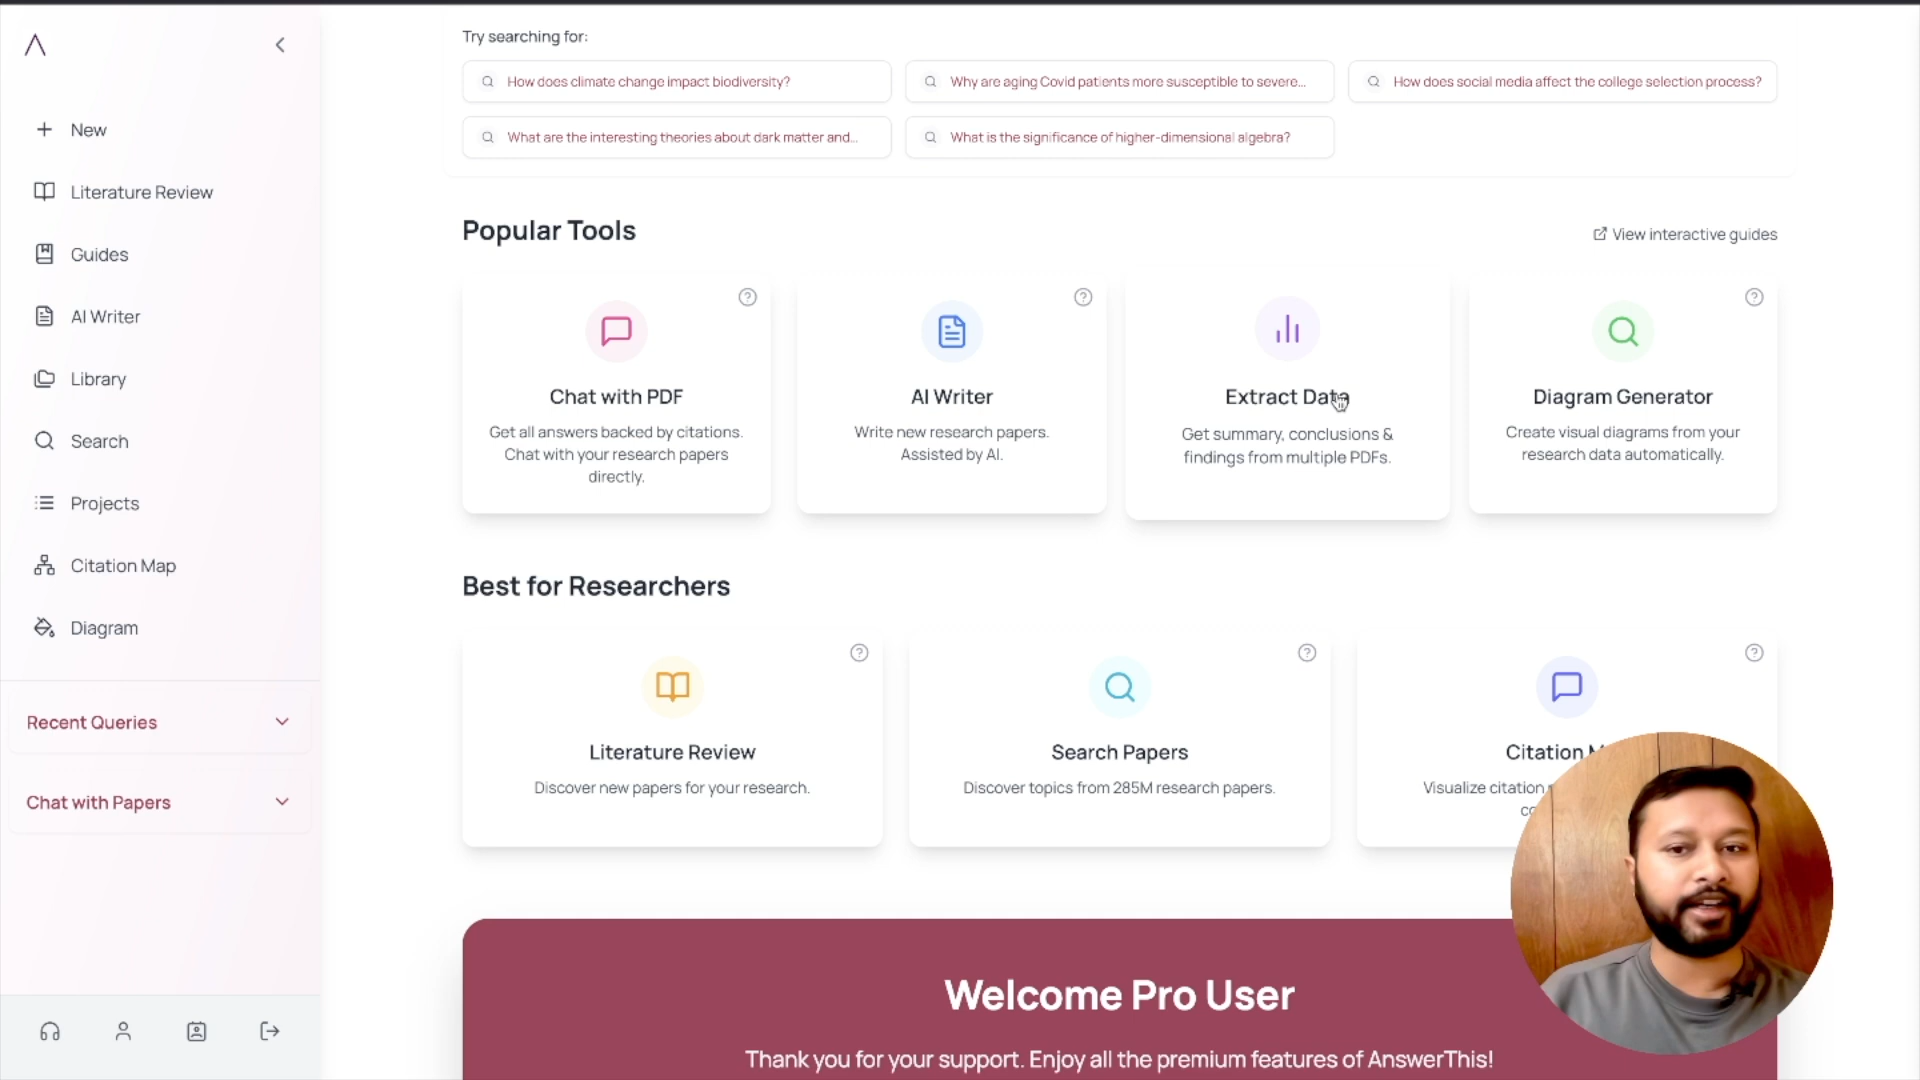 Try searching for:
How does climate change impact biodiversity?
Why are aging Covid patients more susceptible to severe...
How does social media affect the college selection process?
What are the interesting theories about dark matter and...
What is the significance of higher-dimensional algebra?
New
Literature Review
Guides
AI Writer
Library
Search
Projects
Citation Map
Diagram
Recent Queries
Chat with Papers
Popular Tools
View interactive guides
Chat with PDF
Get all answers backed by citations.
Chat with your research papers
directly.
AI Writer
Write new research papers.
Assisted by AI.
Extract Data
Get summary, conclusions &
findings from multiple PDFs.
Diagram Generator
Create visual diagrams from your
research data automatically.
Best for Researchers
Literature Review
Discover new papers for your research.
Search Papers
Discover topics from 285M research papers.
Citation
Visualize citation
Welcome Pro User
Thank you for your support. Enjoy all the premium features of AnswerThis!